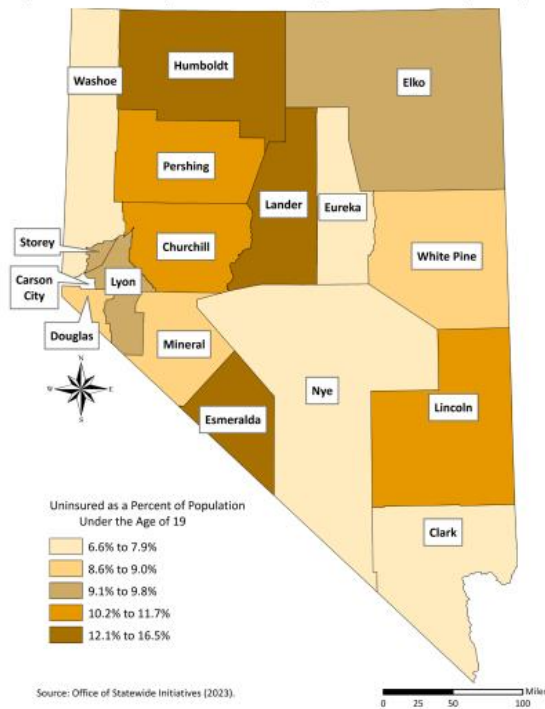 Washoe
Humboldt
Elko
Pershing
Lander
Eureka
Storey
Churchill
White Pine
Carson
City
Lyon
Douglas
Mineral
N
W
E
S
Nye
Esmeralda
Lincoln
Clark
Uninsured as a Percent of Population
Under the Age of 19
6.6% to 7.9%
8.6% to 9.0%
9.1% to 9.8%
10.2% to 11.7%
12.1% to 16.5%
Source: Office of Statewide Initiatives (2023).
Miles
0 25 50 100